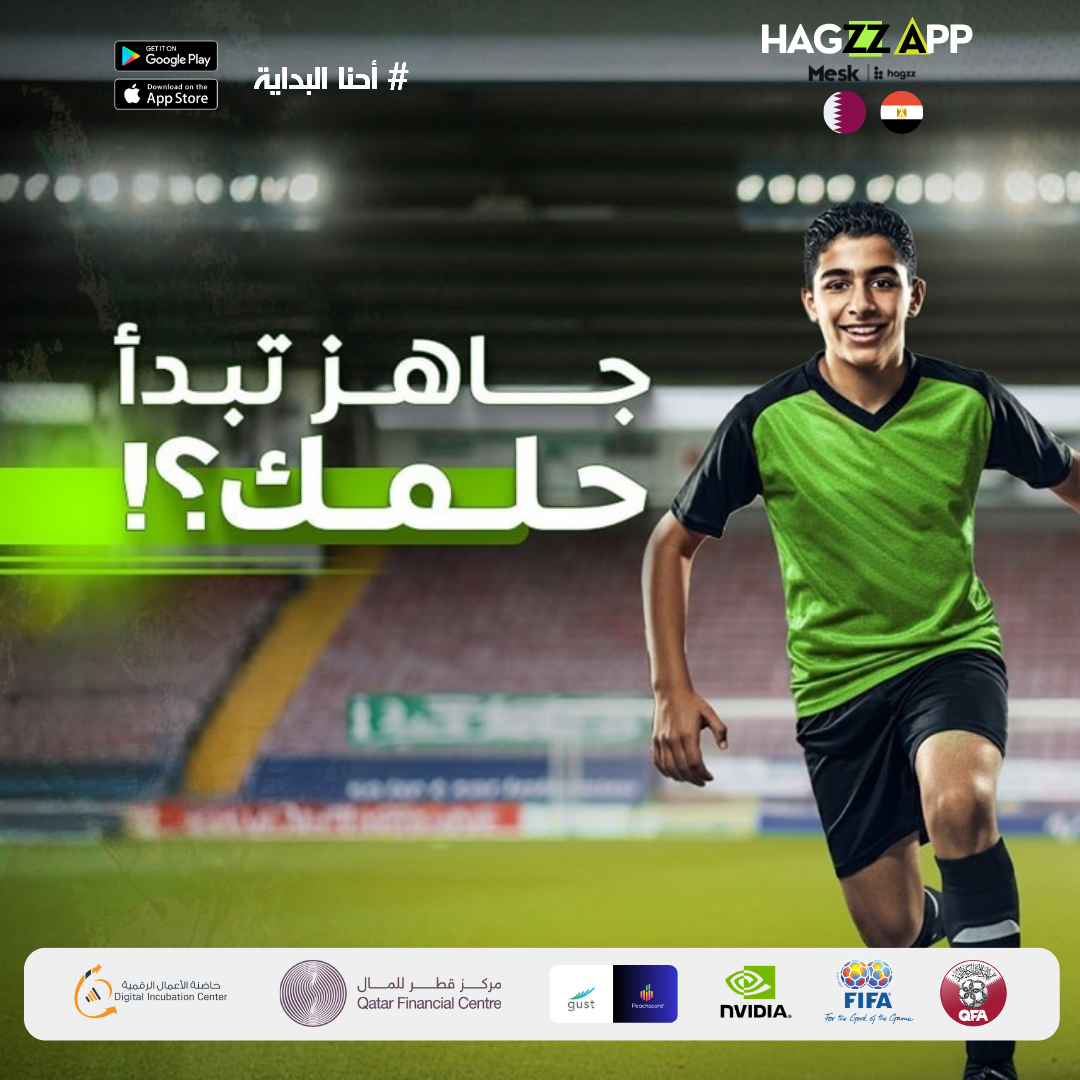 GET IT ON
Google Play
Download on the
App Store
# أحنا البداية
HAGZZ APP
Mesk | hagzz
جاهز تبدأ
حلمك؟!
حاضنة الأعمال الرقمية
Digital Incubation Center
مركز قطر للمال
Qatar Financial Centre
gust
Peachscore
NVIDIA.
FIFA
For the Good of the Game
QFA